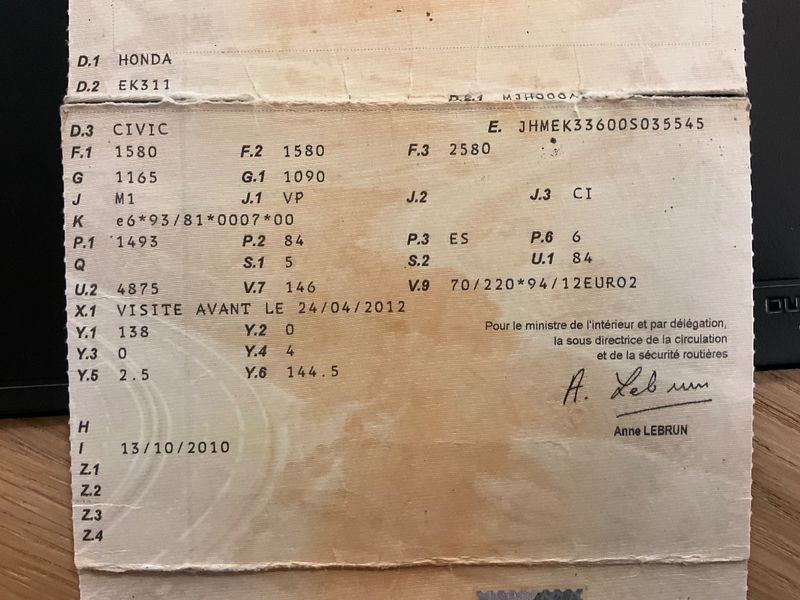 D.1 HONDA
D.2 EK311
D.2.1
D.3 CIVIC E. JHMEK33600S035545
F.1 1580 F.2 1580 F.3 2580
G 1165 G.1 1090
J M1 J.1 VP J.2 J.3 CI
K e6*93/81*0007*00
P.1 1493 P.2 84 P.3 ES P.6 6
Q S.1 5 S.2 U.1 84
U.2 4875 V.7 146 V.9 70/220*94/12EURO2
X.1 VISITE AVANT LE 24/04/2012
Y.1 138 Y.2 0
Y.3 0 Y.4 4
Y.5 2.5 Y.6 144.5
Pour le ministre de l'intérieur et par délégation,
la sous directrice de la circulation
et de la sécurité routières
A. Lebrun
Anne LEBRUN
H
I 13/10/2010
Z.1
Z.2
Z.3
Z.4